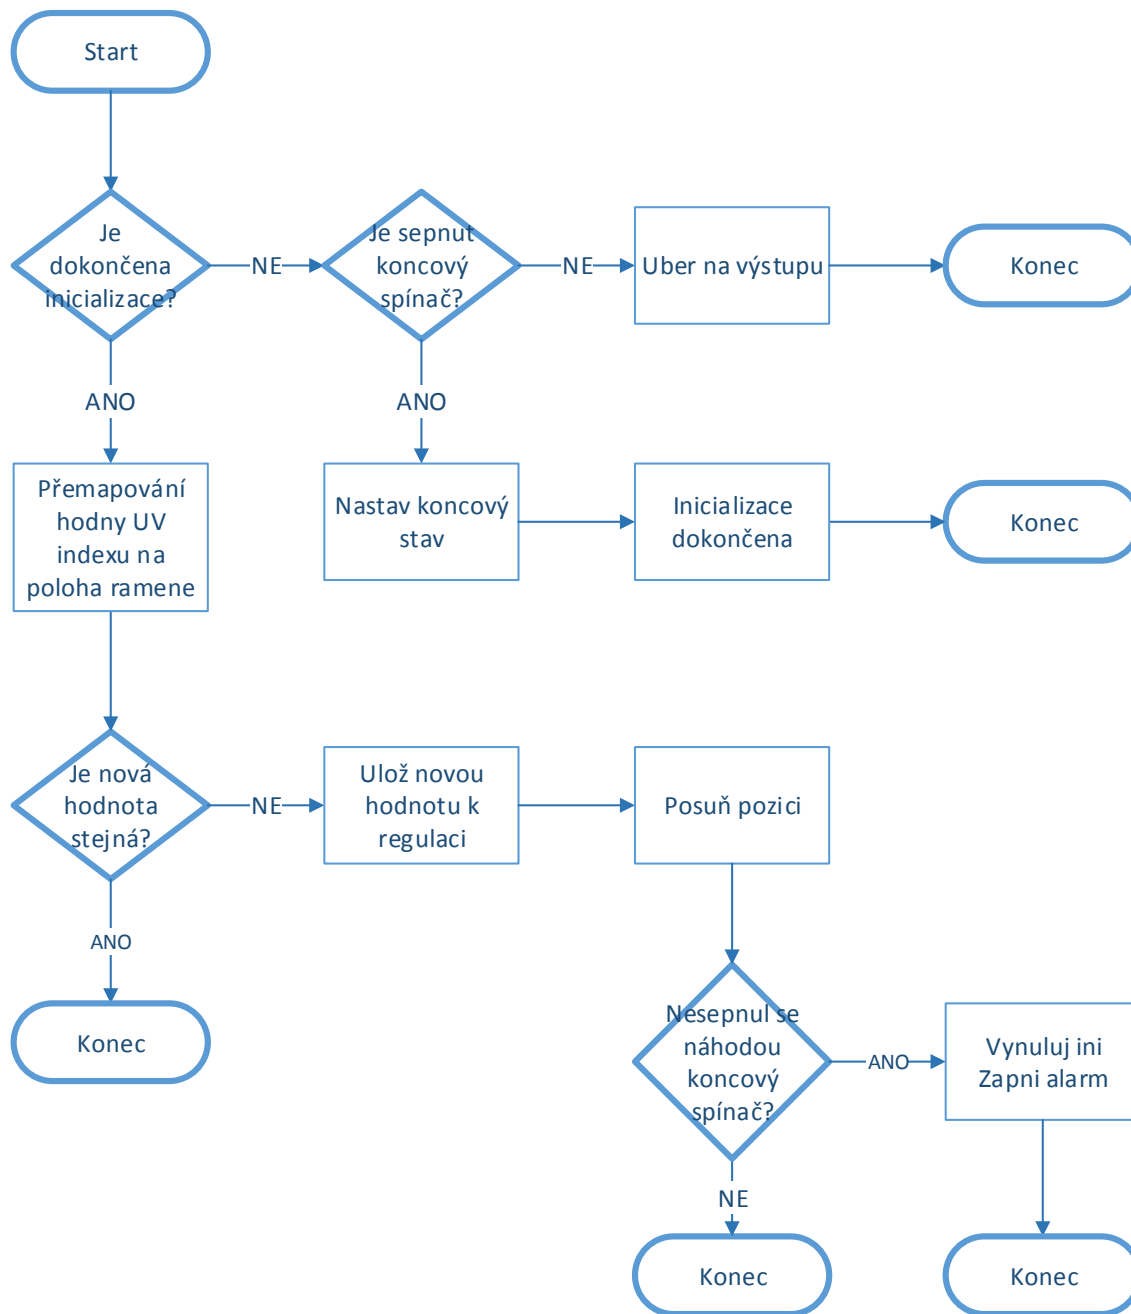 Start
Je
dokončena
inicializace?
NE
Je sepnut
koncový
spínač?
NE
Uber na výstupu
Konec
ANO
ANO
Přemapování
hodny UV
indexu na
poloha ramene
Nastav koncový
stav
Inicializace
dokončena
Konec
Je nová
hodnota
stejná?
NE
Ulož novou
hodnotu k
regulaci
Posuň pozici
ANO
Konec
Nesepnul se
náhodou
koncový
spínač?
ANO
Vynuluj ini
Zapni alarm
NE
Konec
Konec